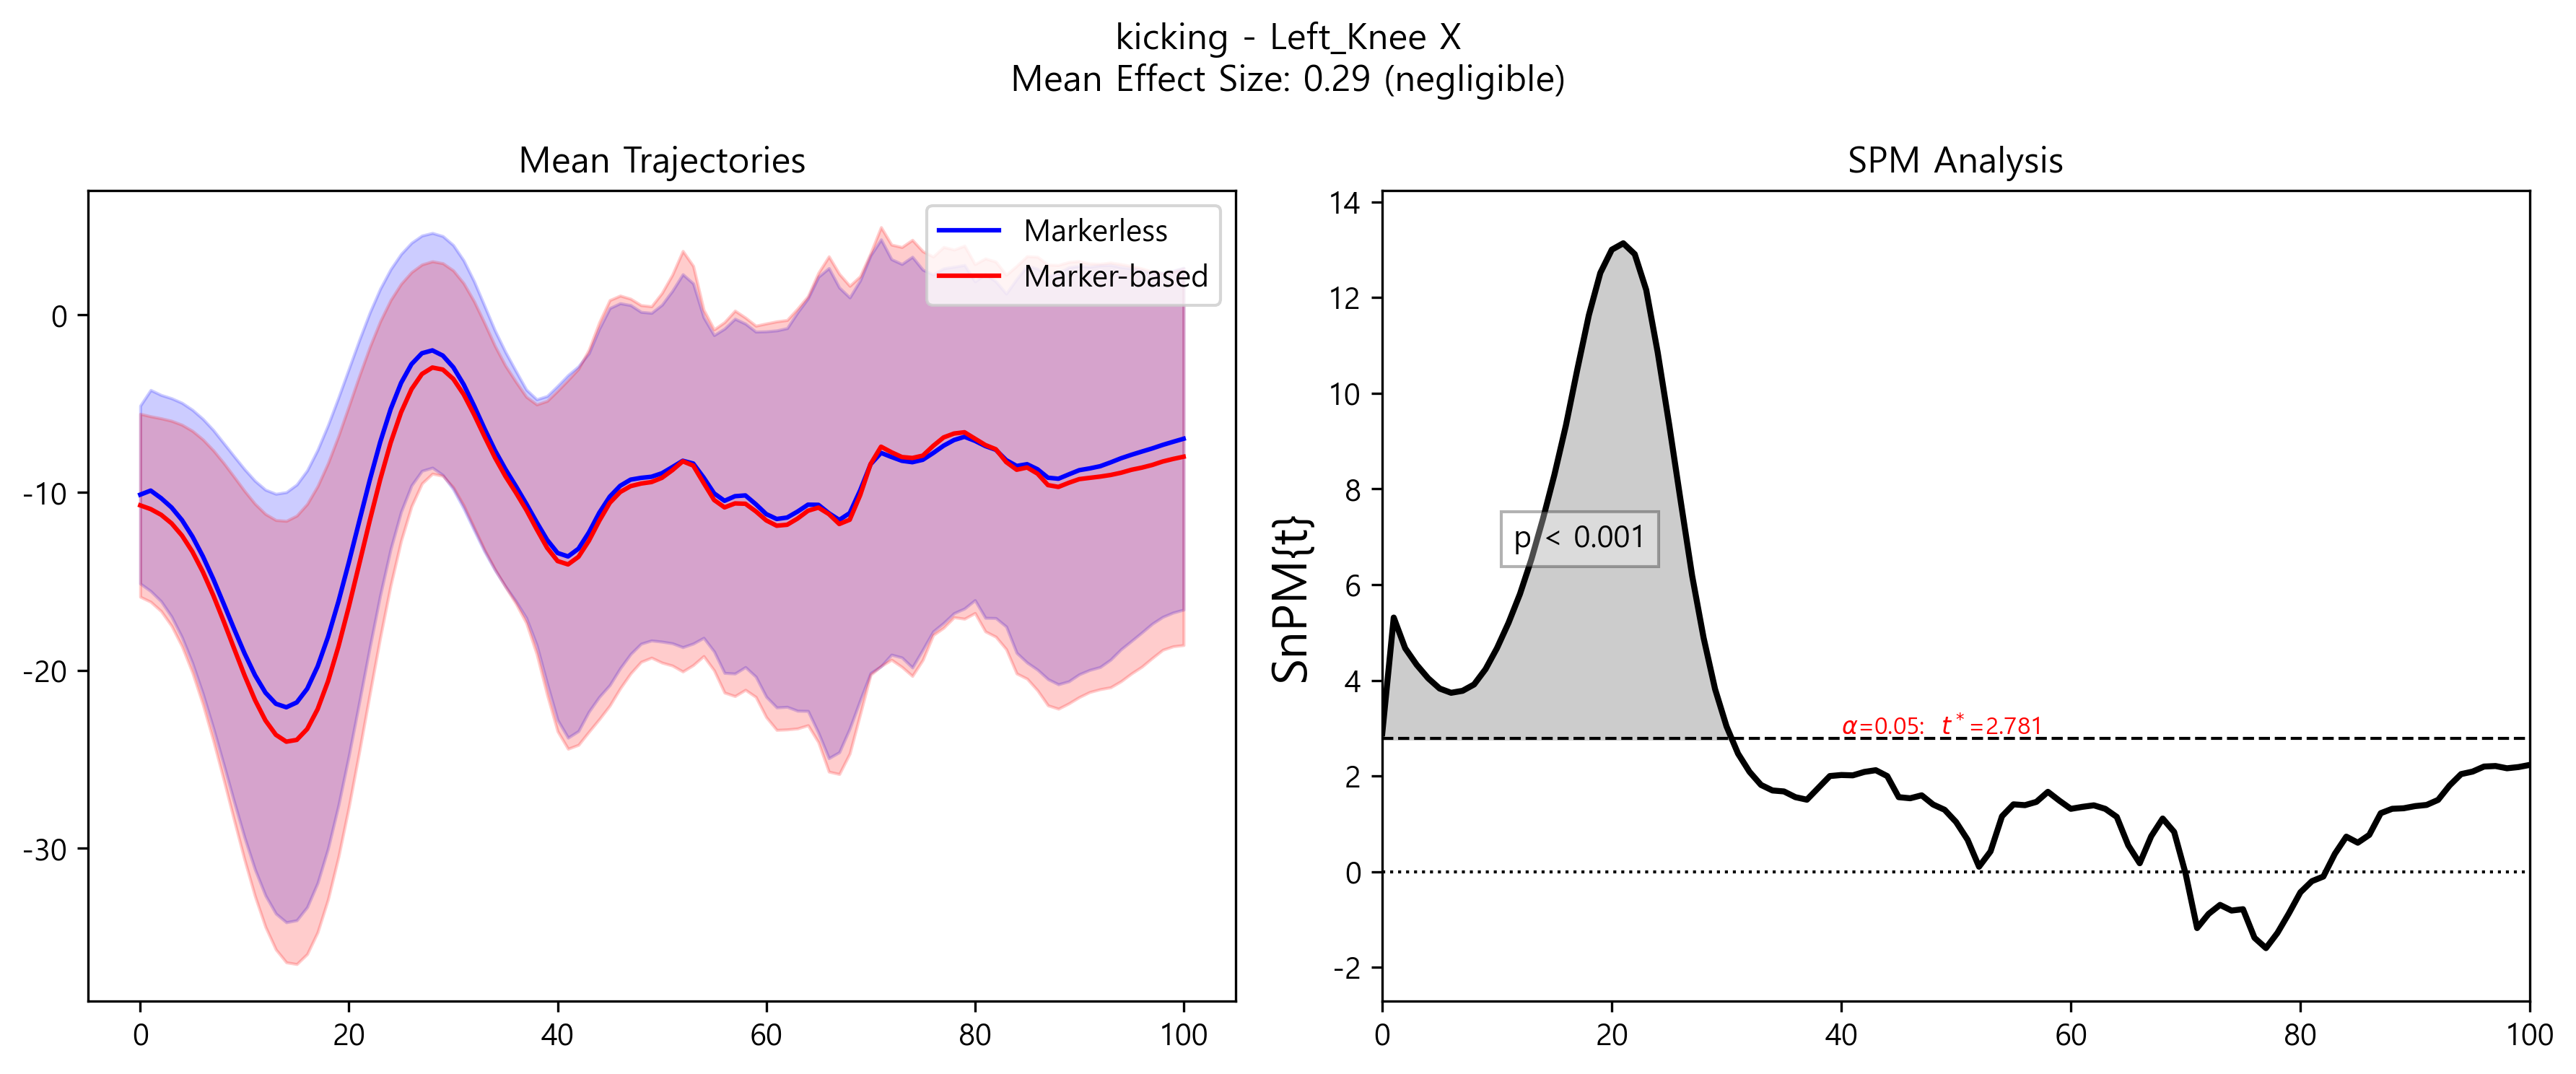 kicking - Left_Knee X
Mean Effect Size: 0.29 (negligible)
Mean Trajectories
Markerless
Marker-based
0
-10
-20
-30
0 20 40 60 80 100
SPM Analysis
SnPM{t}
14
12
10
8
6
4
2
0
-2
p < 0.001
α=0.05: t*=2.781
0 20 40 60 80 100